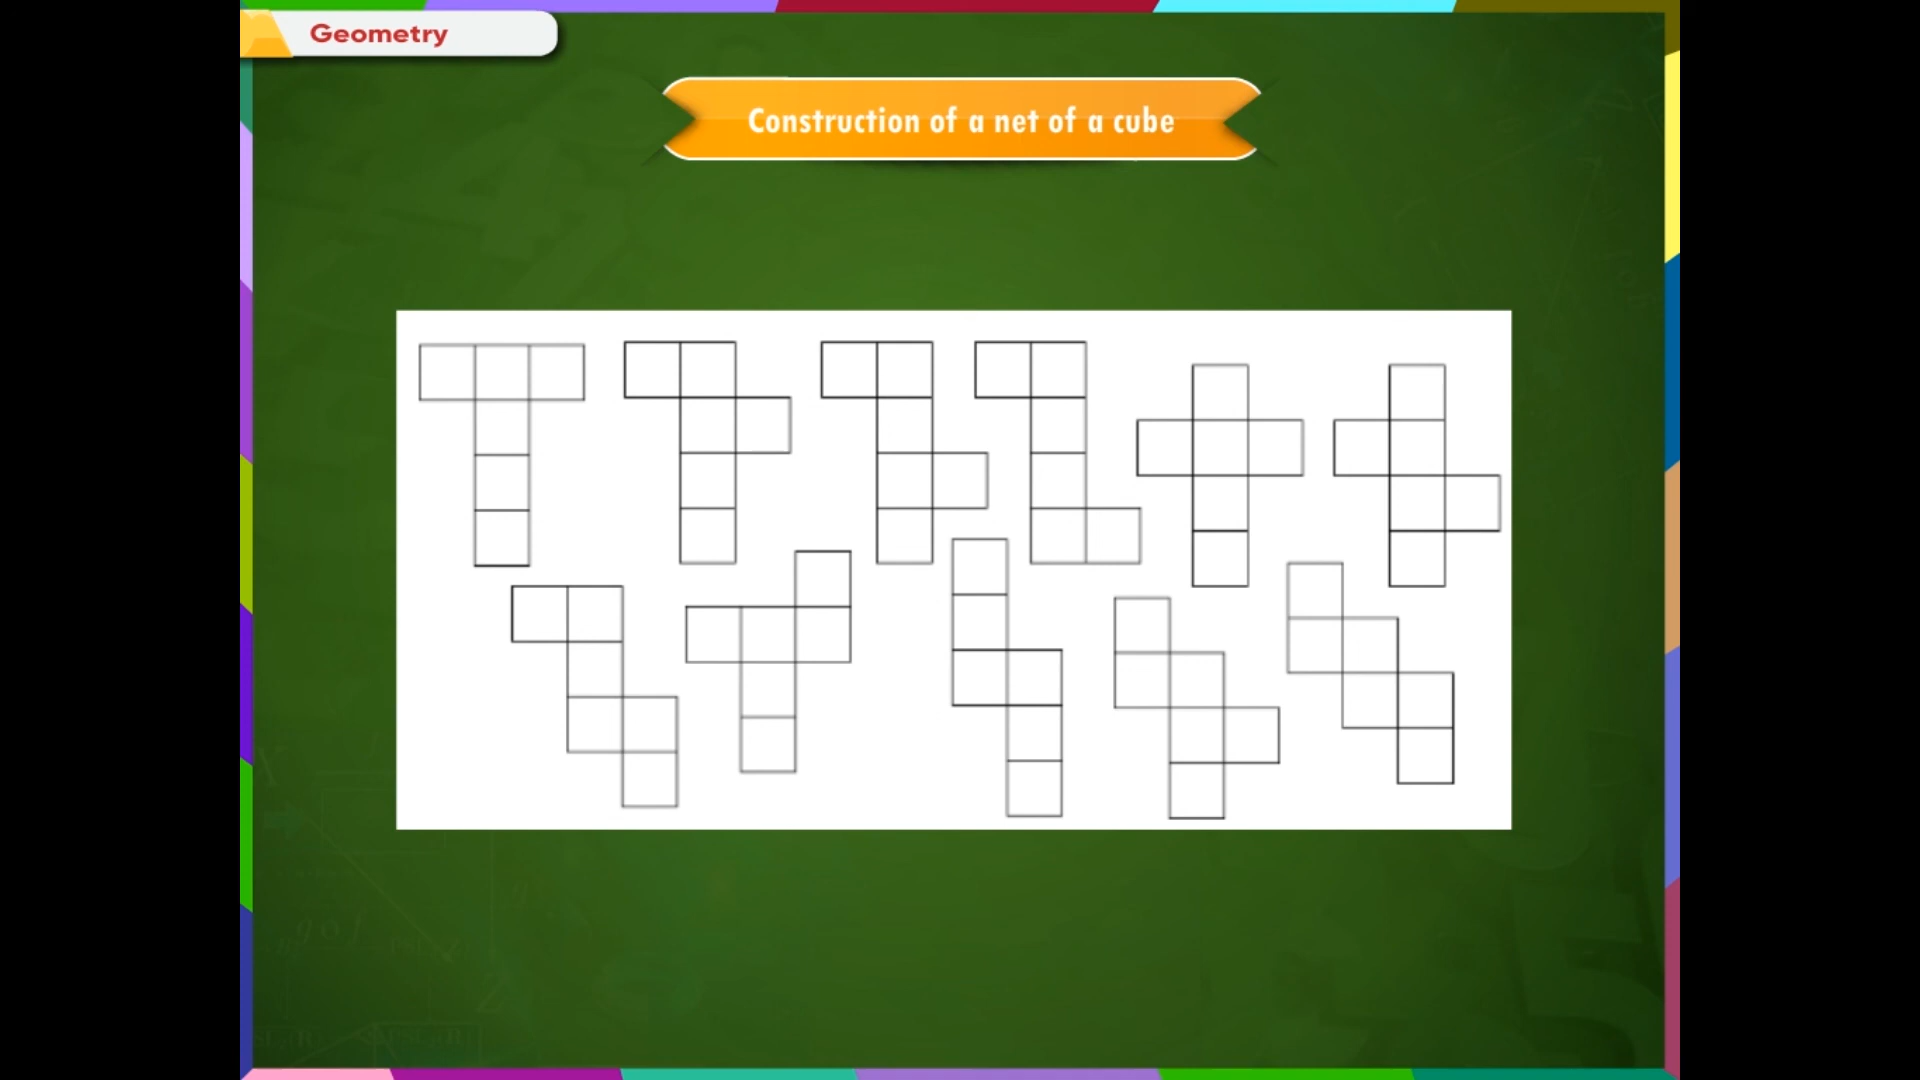 Geometry
Construction of a net of a cube